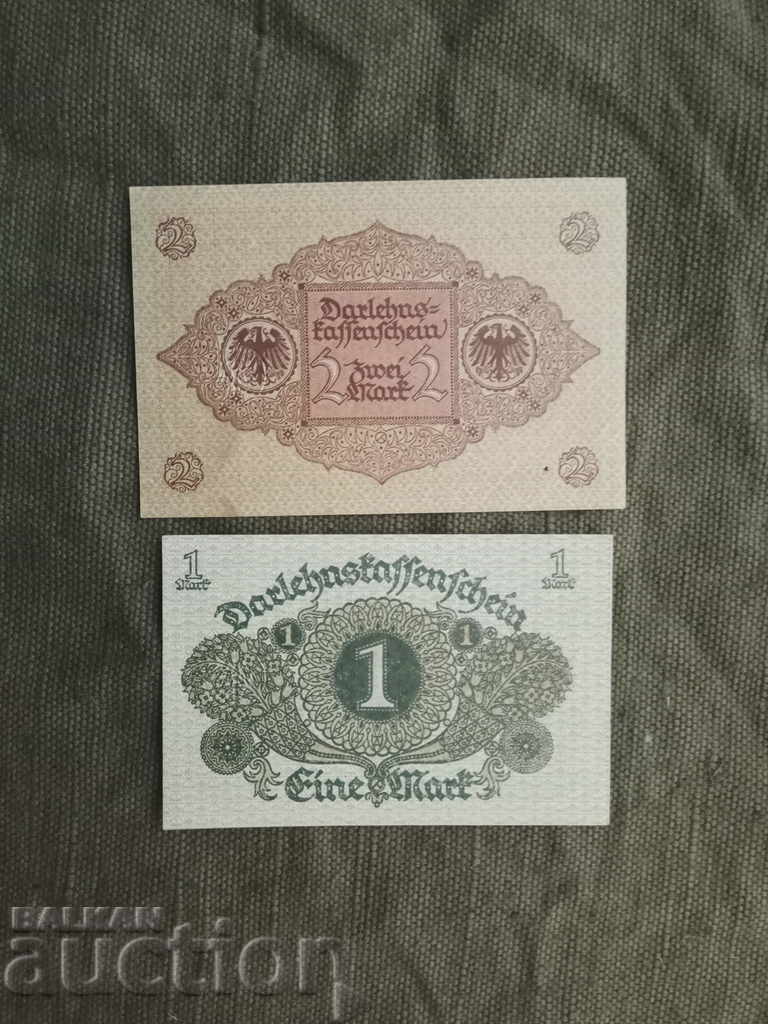 2 2
Darlehns=
kassenschein
2 Zwei 2
Mark
2 2
1 1
Mark Mark
Darlehnskassenschein
1 1 1
Eine Mark
BALKAN
auction